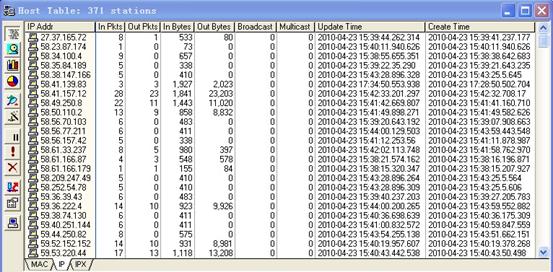 Host Table: 371 stations
IP Addr In Pkts Out Pkts In Bytes Out Bytes Broadcast Multicast Update Time Create Time
27.37.165.72 8 1 533 80 0 0 2010-04-23 15:39:44.262.314 2010-04-23 15:39:41.237.177
58.23.87.174 1 0 73 0 0 0 2010-04-23 15:40:11.940.626 2010-04-23 15:40:11.940.626
58.34.100.4 9 0 657 0 0 0 2010-04-23 15:38:55.655.351 2010-04-23 15:38:38.642.683
58.35.84.189 5 0 338 0 0 0 2010-04-23 15:39:22.35.290 2010-04-23 15:39:21.643.235
58.38.147.166 5 0 410 0 0 0 2010-04-23 15:43:28.896.328 2010-04-23 15:43:25.5.645
58.41.139.83 3 3 1,927 2,023 0 0 2010-04-23 17:34:50.553.938 2010-04-23 17:28:50.502.704
58.41.157.12 28 23 11,841 23,203 0 0 2010-04-23 15:42:33.201.297 2010-04-23 15:42:32.708.17
58.49.250.8 22 11 1,443 11,020 0 0 2010-04-23 15:41:42.669.807 2010-04-23 15:41:41.160.710
58.50.110.2 13 9 858 8,832 0 0 2010-04-23 15:41:49.898.271 2010-04-23 15:41:49.582.626
58.56.70.103 6 0 483 0 0 0 2010-04-23 15:39:20.643.192 2010-04-23 15:39:07.908.663
58.56.77.211 6 0 411 0 0 0 2010-04-23 15:44:00.129.503 2010-04-23 15:43:59.443.548
58.56.157.42 5 0 338 0 0 0 2010-04-23 15:41:12.253.56 2010-04-23 15:41:11.878.987
58.61.33.237 8 5 980 397 0 0 2010-04-23 15:42:02.113.748 2010-04-23 15:41:58.762.970
58.61.166.87 4 3 548 578 0 0 2010-04-23 15:38:21.574.162 2010-04-23 15:38:16.196.871
58.61.166.179 1 1 155 84 0 0 2010-04-23 15:38:15.320.347 2010-04-23 15:38:15.207.927
58.209.247.49 5 0 410 0 0 0 2010-04-23 15:43:28.896.264 2010-04-23 15:43:25.5.564
58.252.54.78 5 0 410 0 0 0 2010-04-23 15:43:28.896.309 2010-04-23 15:43:25.5.606
59.36.39.43 6 0 483 0 0 0 2010-04-23 15:39:40.237.203 2010-04-23 15:39:27.205.783
59.36.222.4 14 10 923 9,926 0 0 2010-04-23 15:44:00.200.265 2010-04-23 15:43:59.552.882
59.38.74.130 6 0 411 0 0 0 2010-04-23 15:40:36.698.639 2010-04-23 15:40:36.175.309
59.40.251.144 6 0 411 0 0 0 2010-04-23 15:41:00.832.572 2010-04-23 15:40:59.847.559
59.44.250.82 8 0 575 0 0 0 2010-04-23 15:43:54.255.138 2010-04-23 15:43:51.662.151
59.52.152.152 14 10 931 8,981 0 0 2010-04-23 15:40:19.957.607 2010-04-23 15:40:19.378.268
59.53.220.44 17 13 1,118 13,208 0 0 2010-04-23 15:40:43.442.538 2010-04-23 15:40:43.50.498
MAC IP IPX